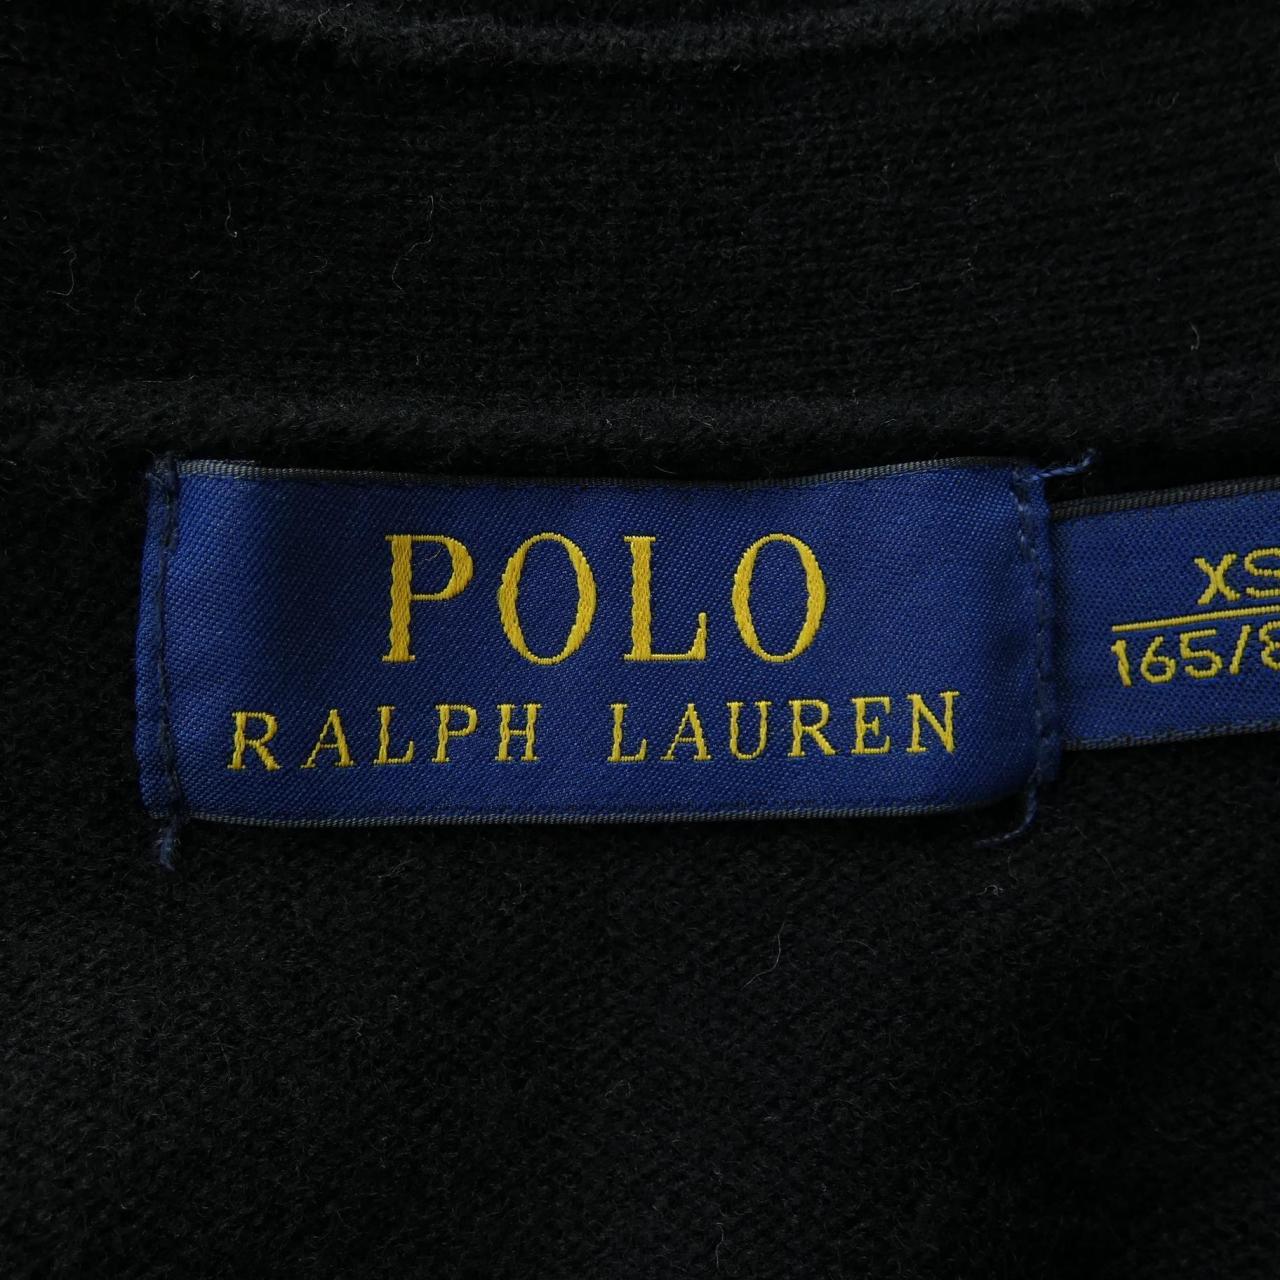 POLO
RALPH LAUREN
XS
165/8